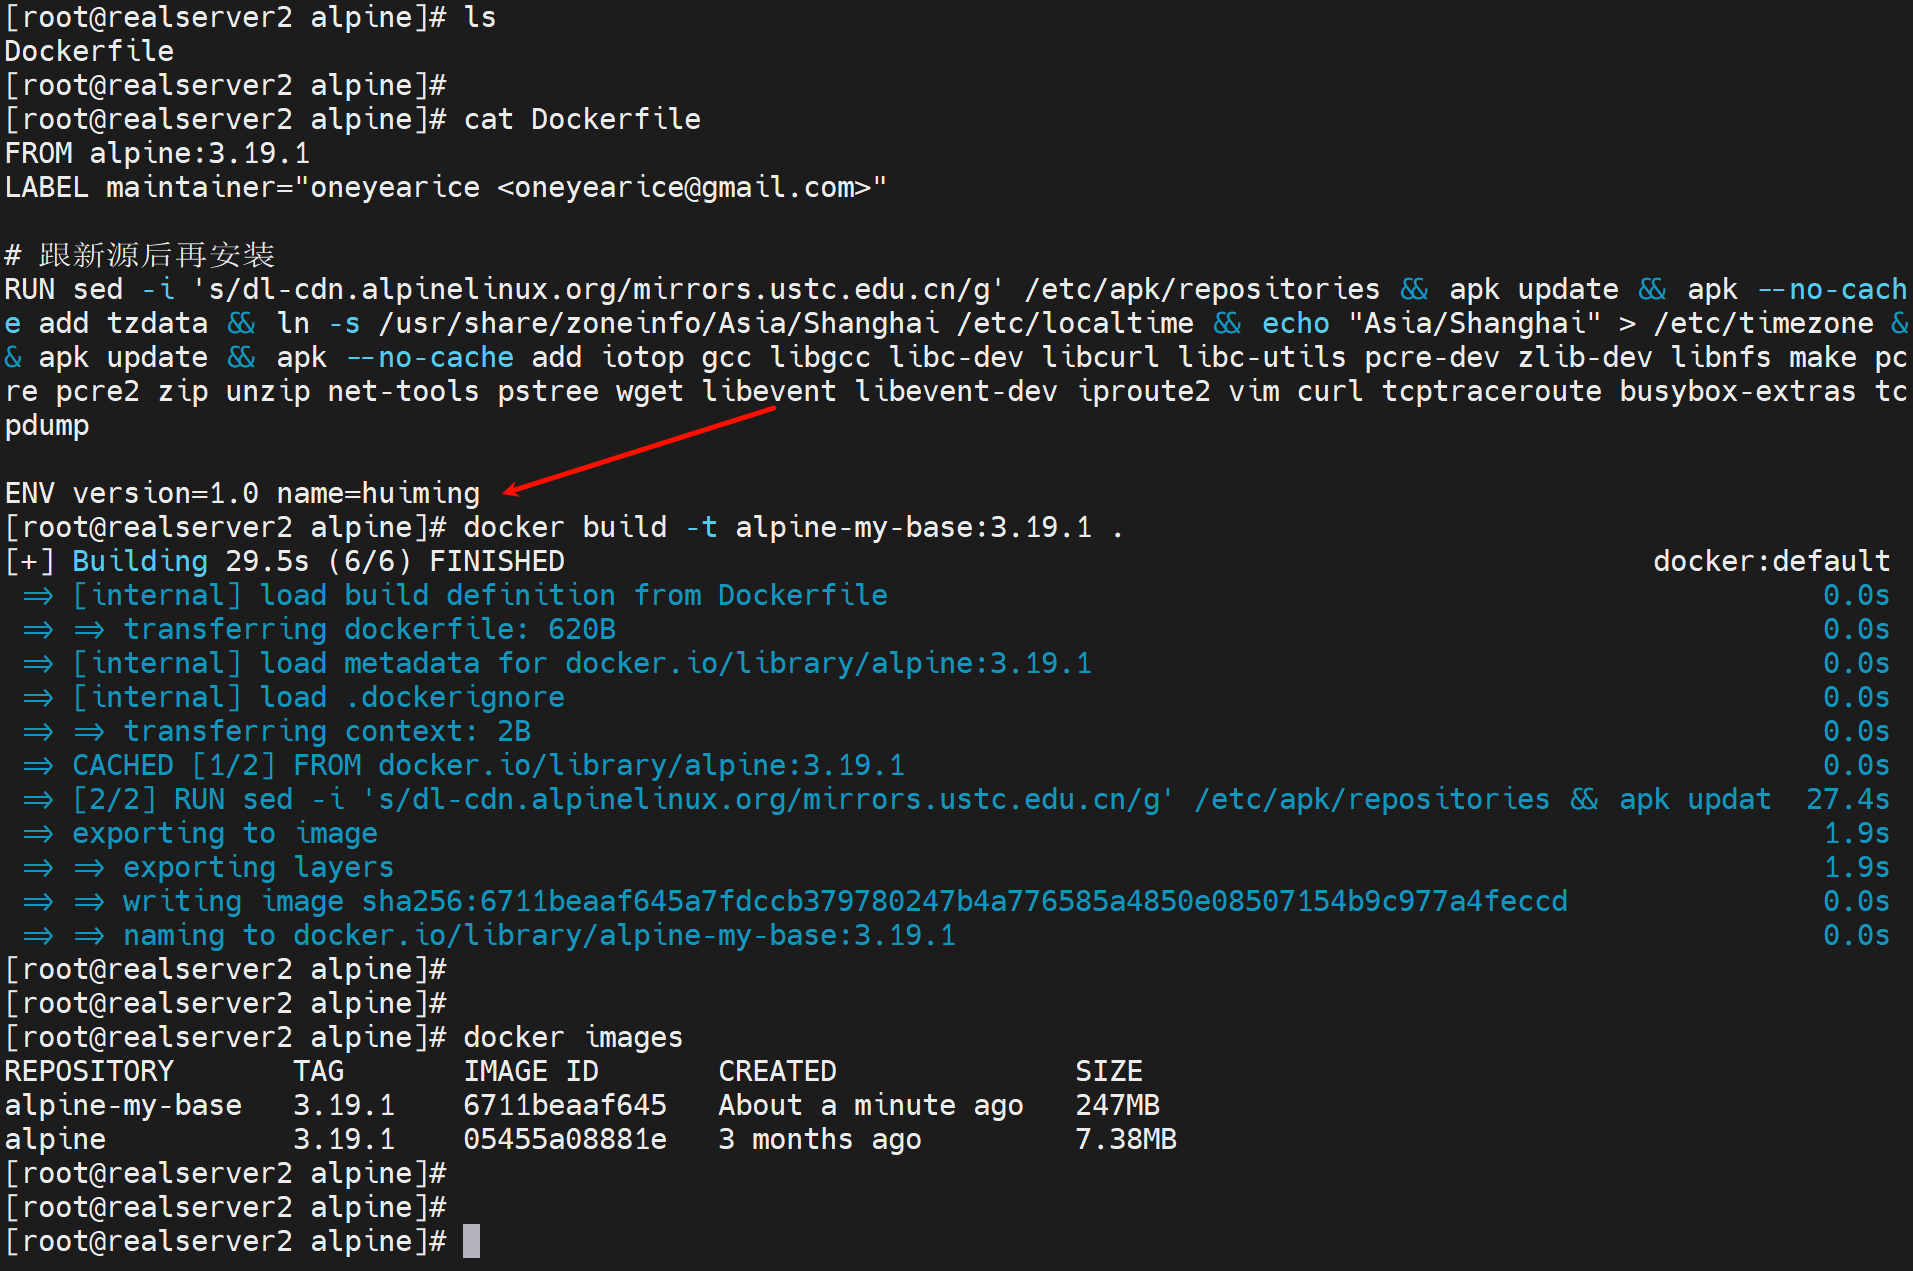 [root@realserver2 alpine]# ls
Dockerfile
[root@realserver2 alpine]#
[root@realserver2 alpine]# cat Dockerfile
FROM alpine:3.19.1
LABEL maintainer="oneyearice <oneyearice@gmail.com>"
# 跟新源后再安装
RUN sed -i 's/dl-cdn.alpinelinux.org/mirrors.ustc.edu.cn/g' /etc/apk/repositories && apk update && apk --no-cach
e add tzdata && ln -s /usr/share/zoneinfo/Asia/Shanghai /etc/localtime && echo "Asia/Shanghai" > /etc/timezone &
& apk update && apk --no-cache add iotop gcc libgcc libc-dev libcurl libc-utils pcre-dev zlib-dev libnfs make pc
re pcre2 zip unzip net-tools pstree wget libevent libevent-dev iproute2 vim curl tcptraceroute busybox-extras tc
pdump
ENV version=1.0 name=huiming
[root@realserver2 alpine]# docker build -t alpine-my-base:3.19.1 .
[+] Building 29.5s (6/6) FINISHED docker:default
=> [internal] load build definition from Dockerfile 0.0s
=> => transferring dockerfile: 620B 0.0s
=> [internal] load metadata for docker.io/library/alpine:3.19.1 0.0s
=> [internal] load .dockerignore 0.0s
=> => transferring context: 2B 0.0s
=> CACHED [1/2] FROM docker.io/library/alpine:3.19.1 0.0s
=> [2/2] RUN sed -i 's/dl-cdn.alpinelinux.org/mirrors.ustc.edu.cn/g' /etc/apk/repositories && apk updat 27.4s
=> exporting to image 1.9s
=> => exporting layers 1.9s
=> => writing image sha256:6711beaaf645a7fdccb379780247b4a776585a4850e08507154b9c977a4feccd 0.0s
=> => naming to docker.io/library/alpine-my-base:3.19.1 0.0s
[root@realserver2 alpine]#
[root@realserver2 alpine]#
[root@realserver2 alpine]# docker images
REPOSITORY TAG IMAGE ID CREATED SIZE
alpine-my-base 3.19.1 6711beaaf645 About a minute ago 247MB
alpine 3.19.1 05455a08881e 3 months ago 7.38MB
[root@realserver2 alpine]#
[root@realserver2 alpine]#
[root@realserver2 alpine]#